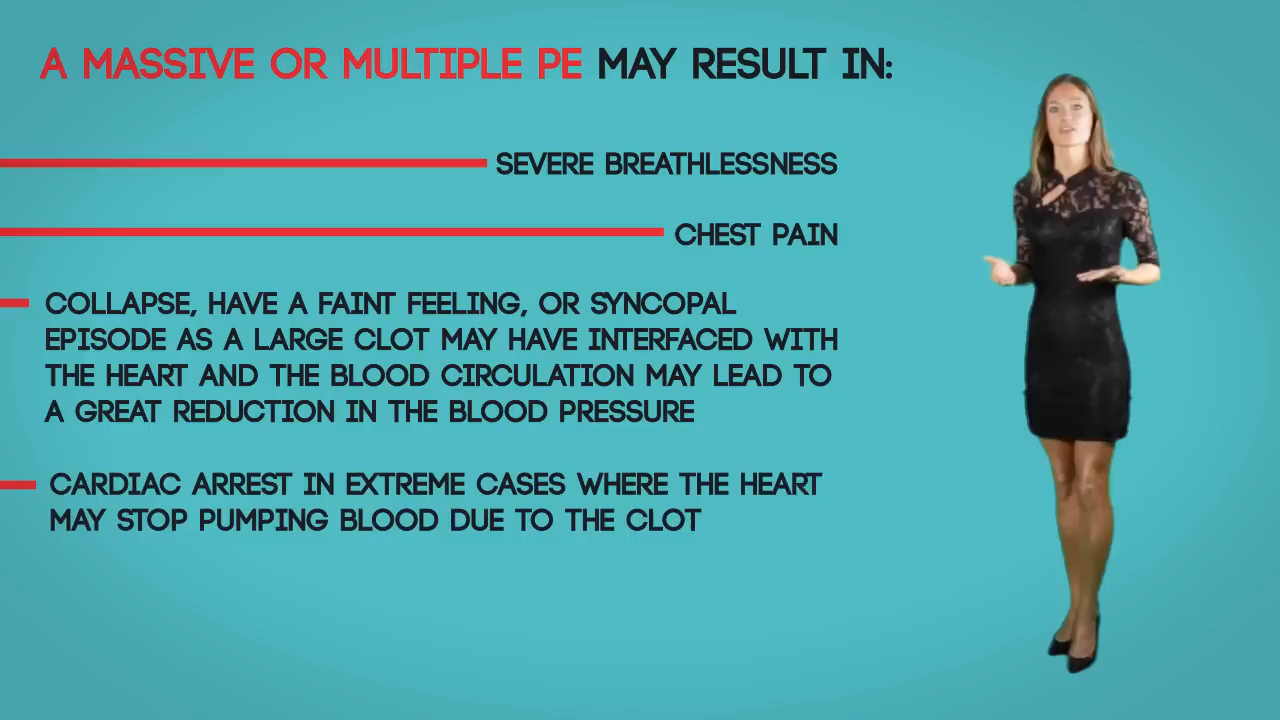 A MASSIVE OR MULTIPLE PE MAY RESULT IN:
SEVERE BREATHLESSNESS
CHEST PAIN
COLLAPSE, HAVE A FAINT FEELING, OR SYNCOPAL
EPISODE AS A LARGE CLOT MAY HAVE INTERFACED WITH
THE HEART AND THE BLOOD CIRCULATION MAY LEAD TO
A GREAT REDUCTION IN THE BLOOD PRESSURE
CARDIAC ARREST IN EXTREME CASES WHERE THE HEART
MAY STOP PUMPING BLOOD DUE TO THE CLOT